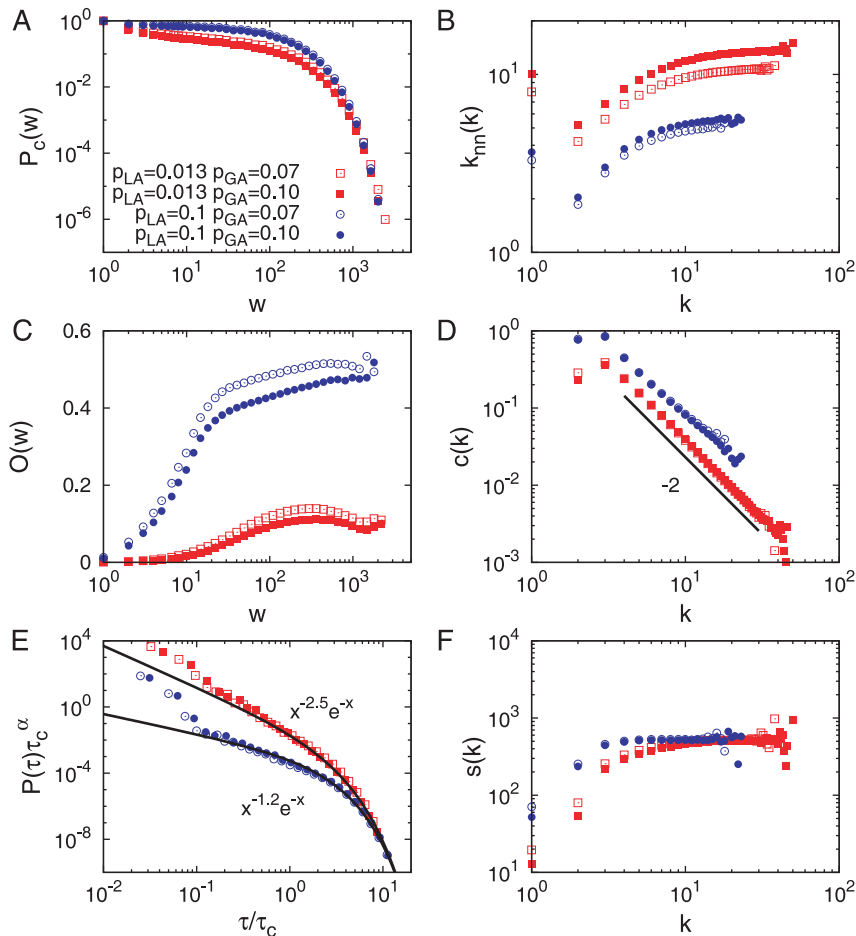 A
10^0
10^-2
10^-4
10^-6
P_c(w)
p_LA=0.013 p_GA=0.07
p_LA=0.013 p_GA=0.10
p_LA=0.1 p_GA=0.07
p_LA=0.1 p_GA=0.10
10^0 10^1 10^2 10^3
w
B
10^1
10^0
k_nn(k)
10^0 10^1 10^2
k
C
0.6
0.4
0.2
0
O(w)
10^0 10^1 10^2 10^3
w
D
10^0
10^-1
10^-2
10^-3
c(k)
-2
10^0 10^1 10^2
k
E
10^4
10^0
10^-4
10^-8
P(τ)τ_c^α
x^-2.5e^-x
x^-1.2e^-x
10^-2 10^-1 10^0 10^1
τ/τ_c
F
10^4
10^3
10^2
10^1
s(k)
10^0 10^1 10^2
k